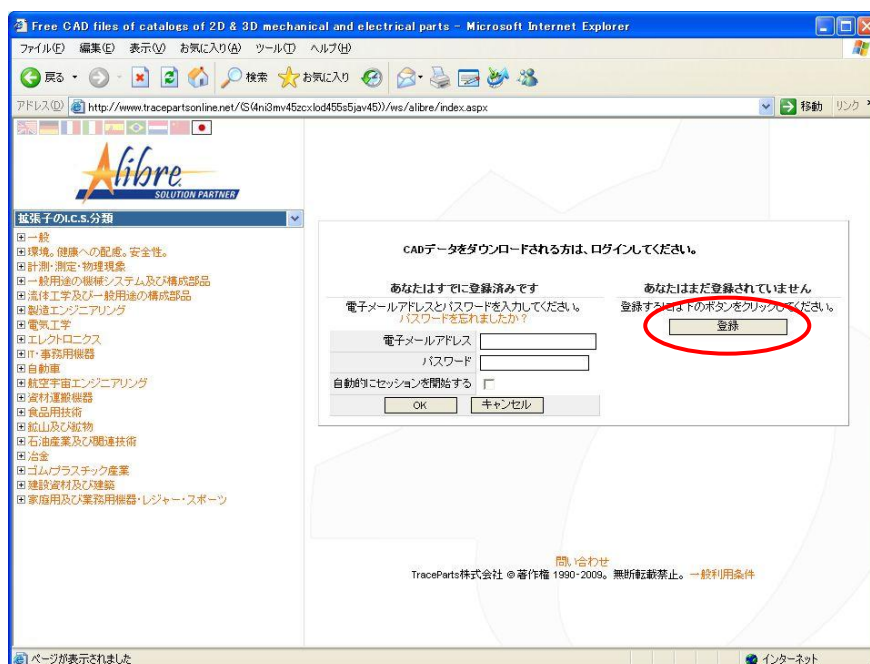 Free CAD files of catalogs of 2D & 3D mechanical and electrical parts - Microsoft Internet Explorer
ファイル(F) 編集(E) 表示(V) お気に入り(A) ツール(T) ヘルプ(H)
戻る 検索 お気に入り
アドレス(D) http://www.tracepartsonline.net/(S(4ni3mv45zcxlod455s5jav45))/ws/alibre/index.aspx 移動 リンク »
Alibre
SOLUTION PARTNER
拡張子のI.C.S.分類
一般
環境。健康への配慮。安全性。
計測・測定・物理現象
一般用途の機械システム及び構成部品
流体工学及び一般用途の構成部品
製造エンジニアリング
電気工学
エレクトロニクス
IT・事務用機器
自動車
航空宇宙エンジニアリング
資材運搬機器
食品用技術
鉱山及び鉱物
石油産業及び関連技術
冶金
ゴム/プラスチック産業
建設資材及び建築
家庭用及び業務用機器・レジャー・スポーツ
CADデータをダウンロードされる方は、ログインしてください。
あなたはすでに登録済みです
電子メールアドレスとパスワードを入力してください。
パスワードを忘れましたか？
電子メールアドレス
パスワード
自動的にセッションを開始する
OK キャンセル
あなたはまだ登録されていません
登録するには下のボタンをクリックしてください。
登録
問い合わせ
TraceParts株式会社 ©著作権 1990-2009。 無断転載禁止。 一般利用条件
ページが表示されました インターネット